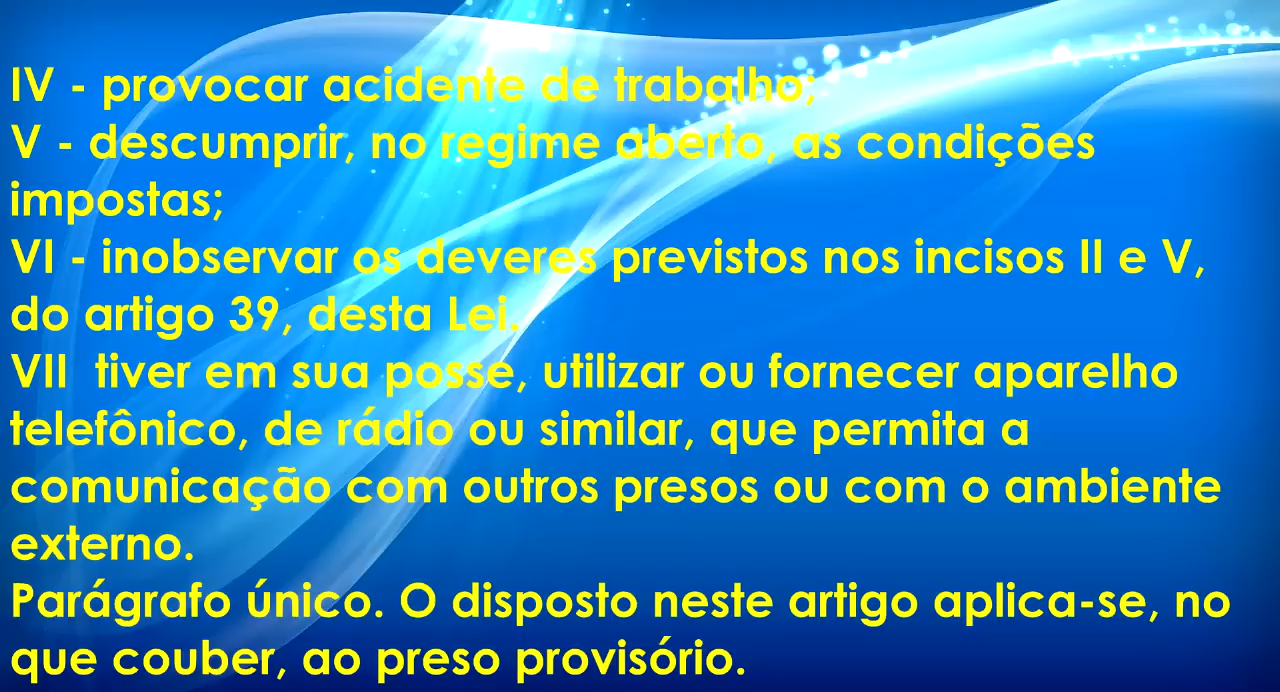 IV - provocar acidente de trabalho;
V - descumprir, no regime aberto, as condições
impostas;
VI - inobservar os deveres previstos nos incisos II e V,
do artigo 39, desta Lei.
VII  tiver em sua posse, utilizar ou fornecer aparelho
telefônico, de rádio ou similar, que permita a
comunicação com outros presos ou com o ambiente
externo.
Parágrafo único. O disposto neste artigo aplica-se, no
que couber, ao preso provisório.